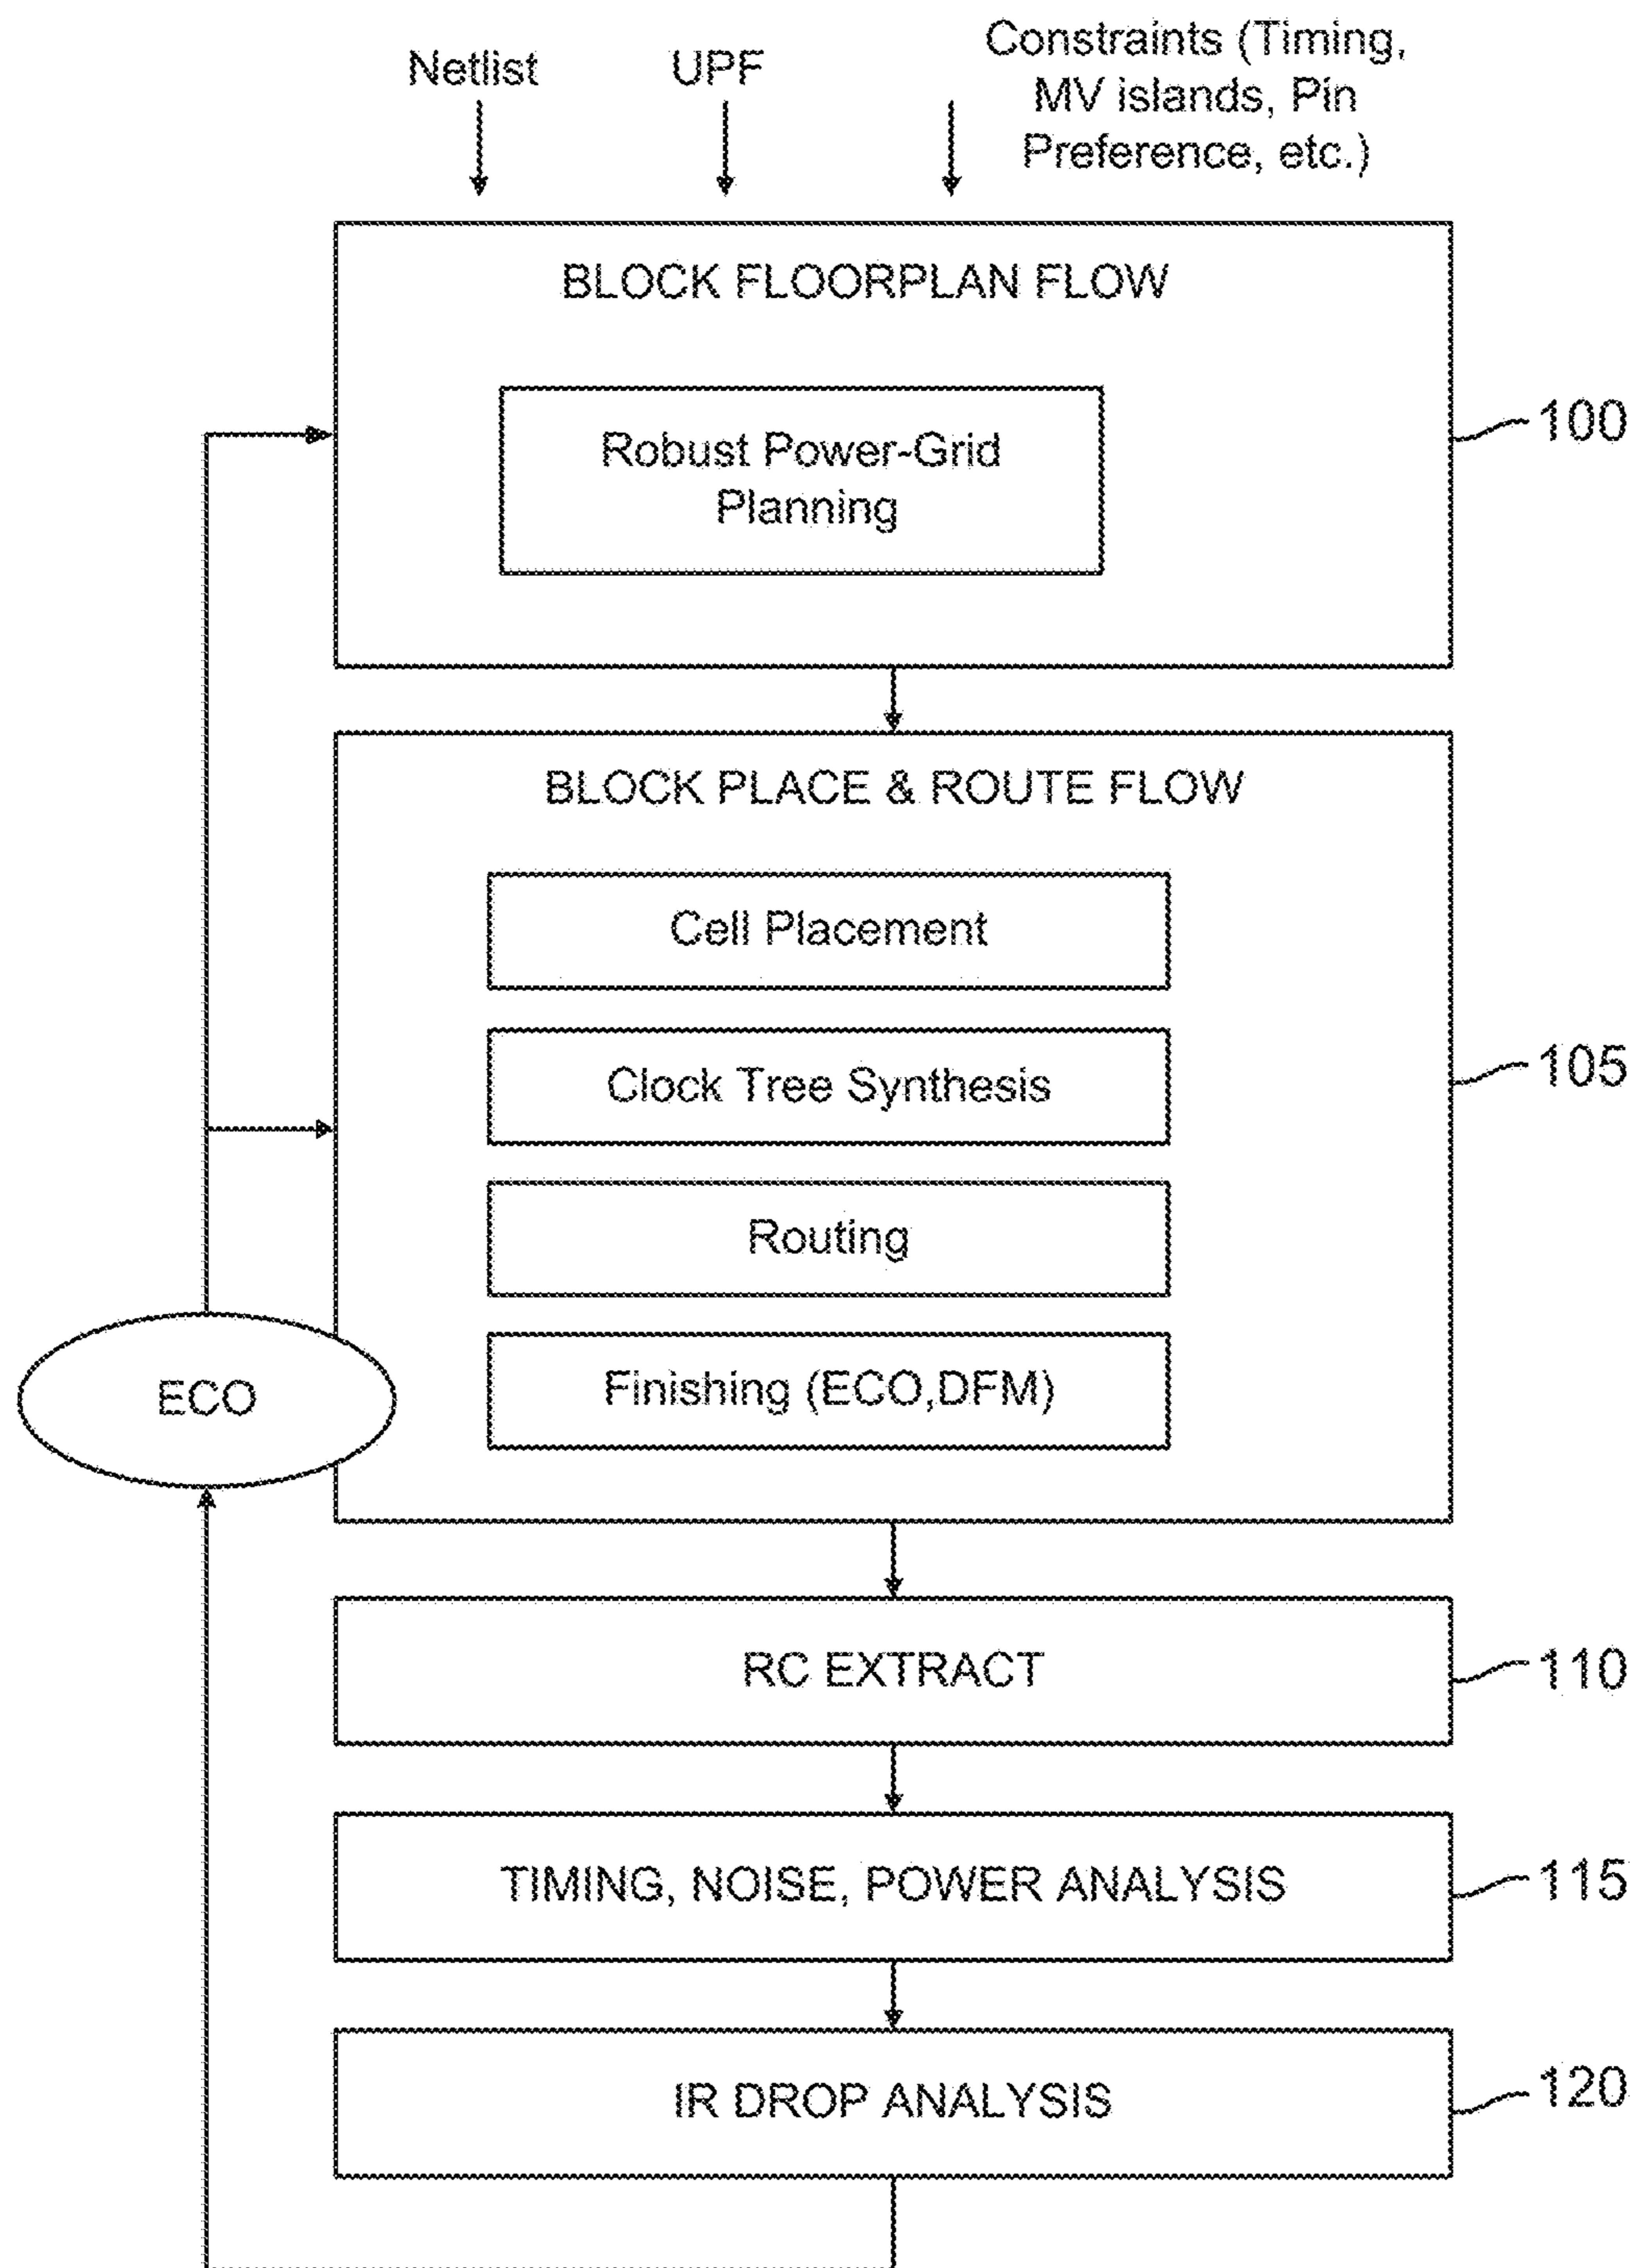 Netlist
UPF
Constraints (Timing,
MV islands, Pin
Preference, etc.)
BLOCK FLOORPLAN FLOW
Robust Power-Grid
Planning
100
BLOCK PLACE & ROUTE FLOW
Cell Placement
Clock Tree Synthesis
105
Routing
Finishing (ECO,DFM)
ECO
RC EXTRACT
110
TIMING, NOISE, POWER ANALYSIS
115
IR DROP ANALYSIS
120